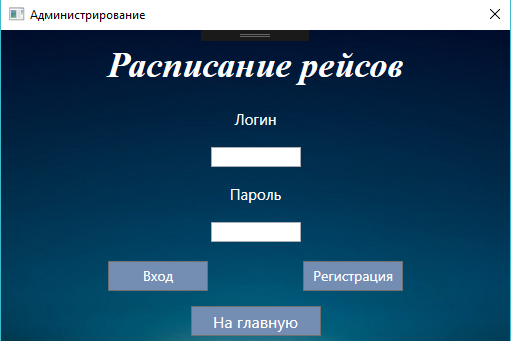 Администрирование
Расписание рейсов
Логин
Пароль
Вход
Регистрация
На главную